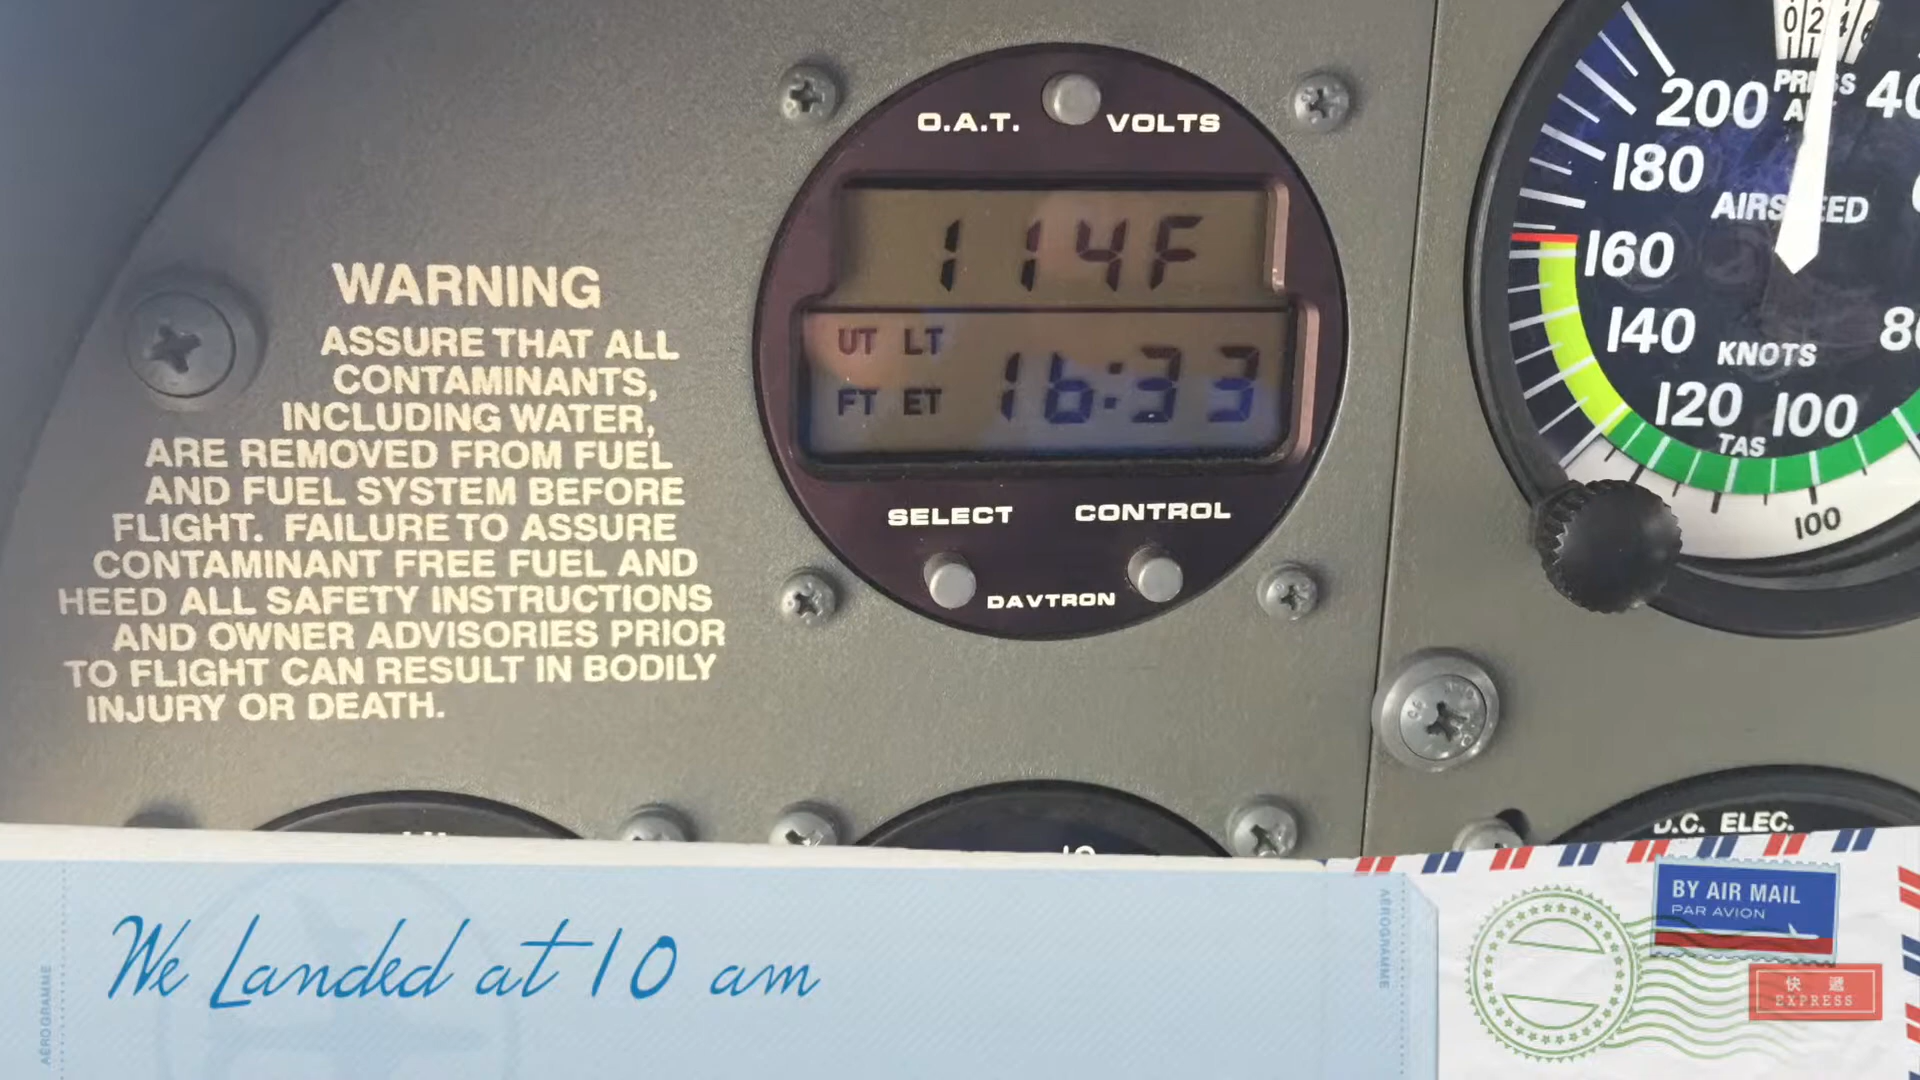 O.A.T. VOLTS
114F
UT LT
FT ET 16:33
SELECT CONTROL
DAVTRON
WARNING
ASSURE THAT ALL
CONTAMINANTS,
INCLUDING WATER,
ARE REMOVED FROM FUEL
AND FUEL SYSTEM BEFORE
FLIGHT. FAILURE TO ASSURE
CONTAMINANT FREE FUEL AND
HEED ALL SAFETY INSTRUCTIONS
AND OWNER ADVISORIES PRIOR
TO FLIGHT CAN RESULT IN BODILY
INJURY OR DEATH.
200
180
160
140
120 100
KNOTS
TAS
100
D.C. ELEC.
We Landed at 10 am
AÉROGRAMME
AÉROGRAMME
BY AIR MAIL
PAR AVION
快 遞
EXPRESS